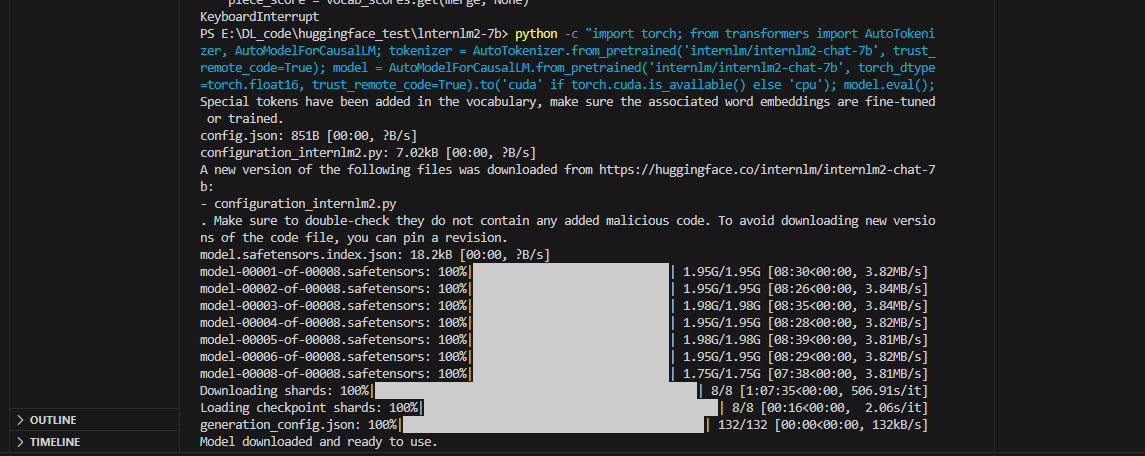 piece_score = vocab_scores.get(merge, None)
KeyboardInterrupt
PS E:\DL_code\huggingface_test\lnternlm2-7b> python -c "import torch; from transformers import AutoTokeni
zer, AutoModelForCausalLM; tokenizer = AutoTokenizer.from_pretrained('internlm/internlm2-chat-7b', trust_
remote_code=True); model = AutoModelForCausalLM.from_pretrained('internlm/internlm2-chat-7b', torch_dtype
=torch.float16, trust_remote_code=True).to('cuda' if torch.cuda.is_available() else 'cpu'); model.eval();
Special tokens have been added in the vocabulary, make sure the associated word embeddings are fine-tuned
 or trained.
config.json: 851B [00:00, ?B/s]
configuration_internlm2.py: 7.02kB [00:00, ?B/s]
A new version of the following files was downloaded from https://huggingface.co/internlm/internlm2-chat-7
b:
- configuration_internlm2.py
. Make sure to double-check they do not contain any added malicious code. To avoid downloading new versio
ns of the code file, you can pin a revision.
model.safetensors.index.json: 18.2kB [00:00, ?B/s]
model-00001-of-00008.safetensors: 100%| | 1.95G/1.95G [08:30<00:00, 3.82MB/s]
model-00002-of-00008.safetensors: 100%| | 1.95G/1.95G [08:26<00:00, 3.84MB/s]
model-00003-of-00008.safetensors: 100%| | 1.98G/1.98G [08:35<00:00, 3.84MB/s]
model-00004-of-00008.safetensors: 100%| | 1.95G/1.95G [08:28<00:00, 3.82MB/s]
model-00005-of-00008.safetensors: 100%| | 1.98G/1.98G [08:39<00:00, 3.81MB/s]
model-00006-of-00008.safetensors: 100%| | 1.95G/1.95G [08:29<00:00, 3.82MB/s]
model-00008-of-00008.safetensors: 100%| | 1.75G/1.75G [07:38<00:00, 3.81MB/s]
Downloading shards: 100%| | 8/8 [1:07:35<00:00, 506.91s/it]
Loading checkpoint shards: 100%| | 8/8 [00:16<00:00,  2.06s/it]
generation_config.json: 100%| | 132/132 [00:00<00:00, 132kB/s]
Model downloaded and ready to use.
OUTLINE
TIMELINE